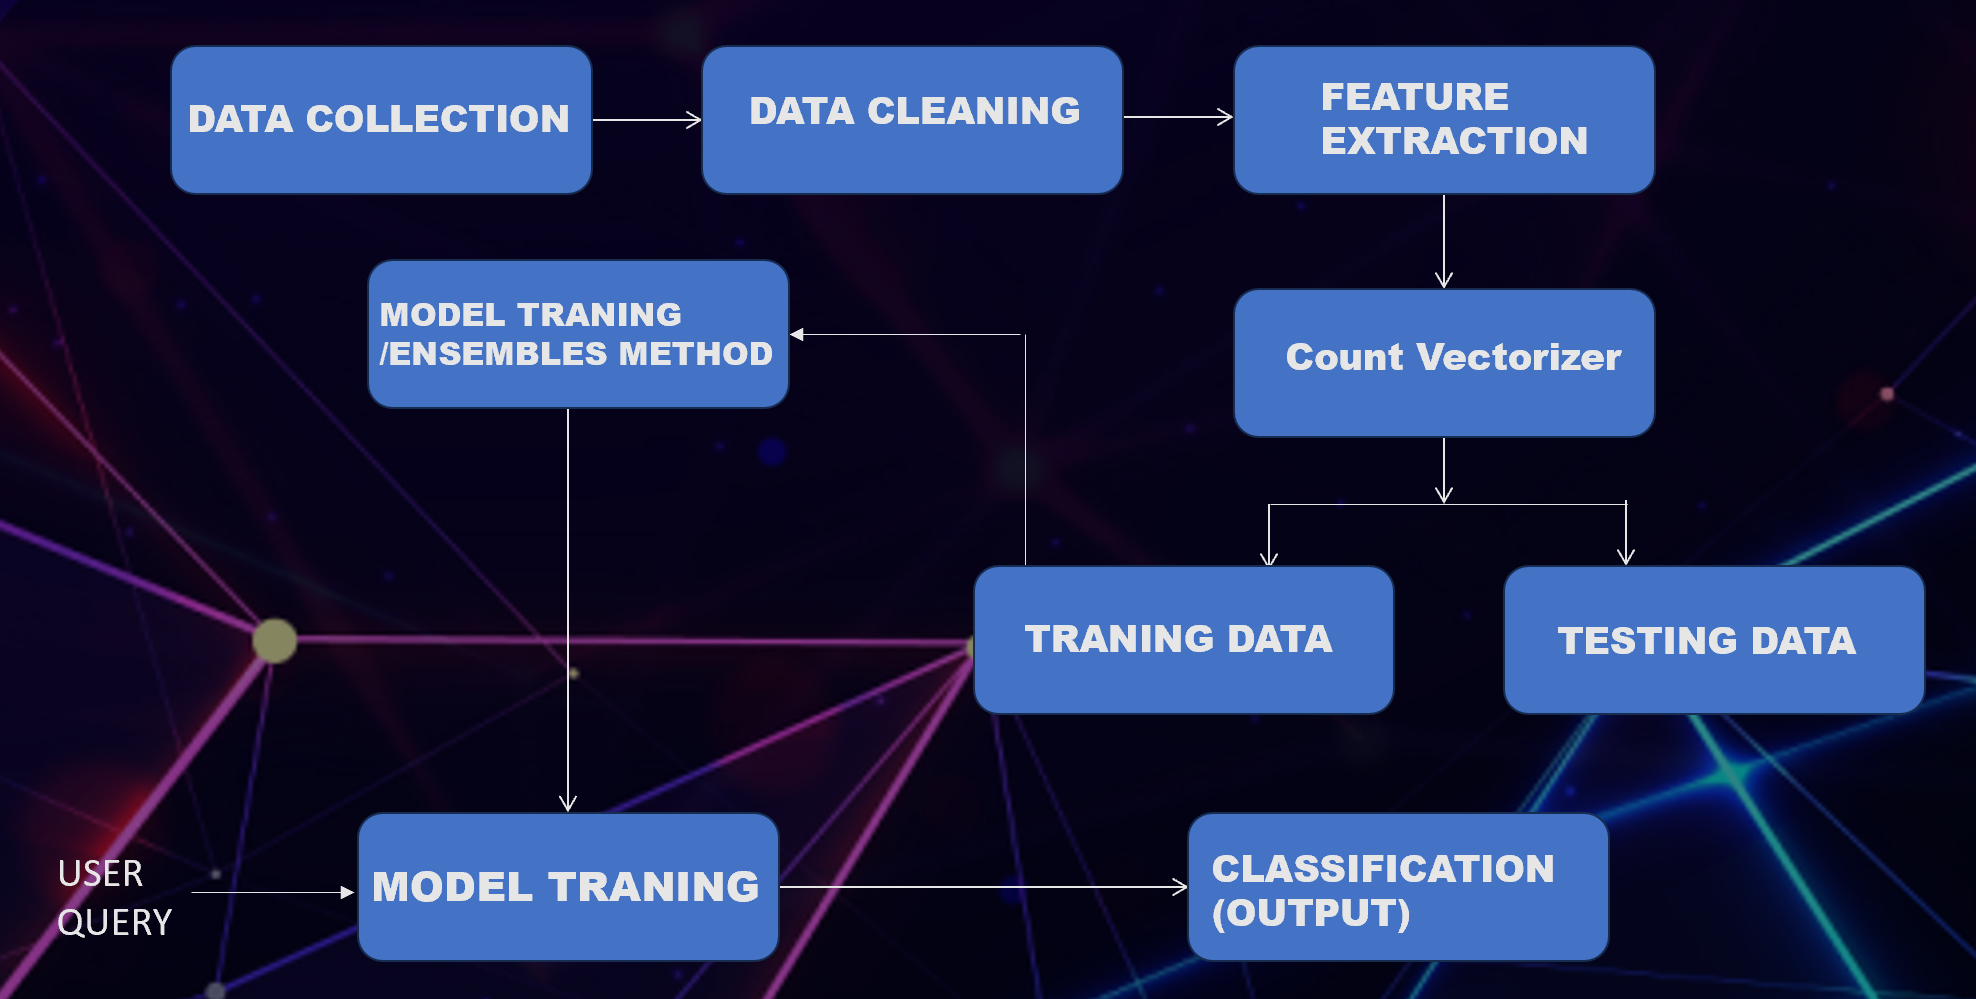 DATA COLLECTION
DATA CLEANING
FEATURE
EXTRACTION
MODEL TRANING
/ENSEMBLES METHOD
Count Vectorizer
TRANING DATA
TESTING DATA
USER
QUERY
MODEL TRANING
CLASSIFICATION
(OUTPUT)